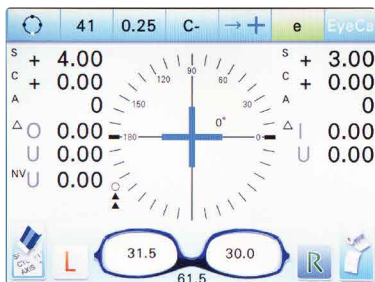 41 0.25 C- →+ e EyeCa
S + 4.00
C + 0.00
A 0
△ O 0.00
U 0.00
NV U 0.00
S + 3.00
C + 0.00
A 0
△ I 0.00
U 0.00
90
60
30
0
120
150
180
0°
L 31.5 30.0 R
61.5